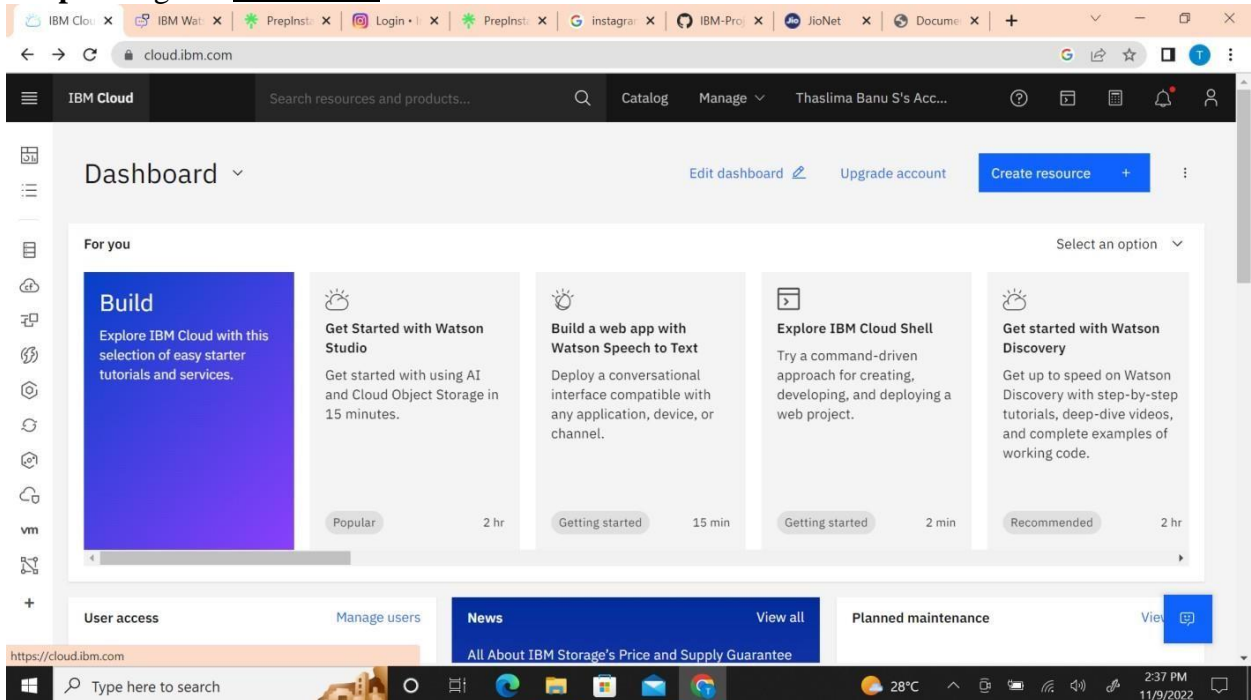 IBM Clou
IBM Wat
PrepInsta
Login • I
PrepInsta
instagrar
IBM-Proj
JioNet
Docume
cloud.ibm.com
T
IBM Cloud
Search resources and products...
Catalog
Manage
Thaslima Banu S's Acc...
Dashboard
Edit dashboard
Upgrade account
Create resource +
For you
Select an option
Build
Explore IBM Cloud with this
selection of easy starter
tutorials and services.
Get Started with Watson
Studio
Get started with using AI
and Cloud Object Storage in
15 minutes.
Popular
2 hr
Build a web app with
Watson Speech to Text
Deploy a conversational
interface compatible with
any application, device, or
channel.
Getting started
15 min
Explore IBM Cloud Shell
Try a command-driven
approach for creating,
developing, and deploying a
web project.
Getting started
2 min
Get started with Watson
Discovery
Get up to speed on Watson
Discovery with step-by-step
tutorials, deep-dive videos,
and complete examples of
working code.
Recommended
2 hr
vm
User access
Manage users
News
View all
All About IBM Storage's Price and Supply Guarantee
Planned maintenance
View
https://cloud.ibm.com
Type here to search
28°C
2:37 PM
11/9/2022